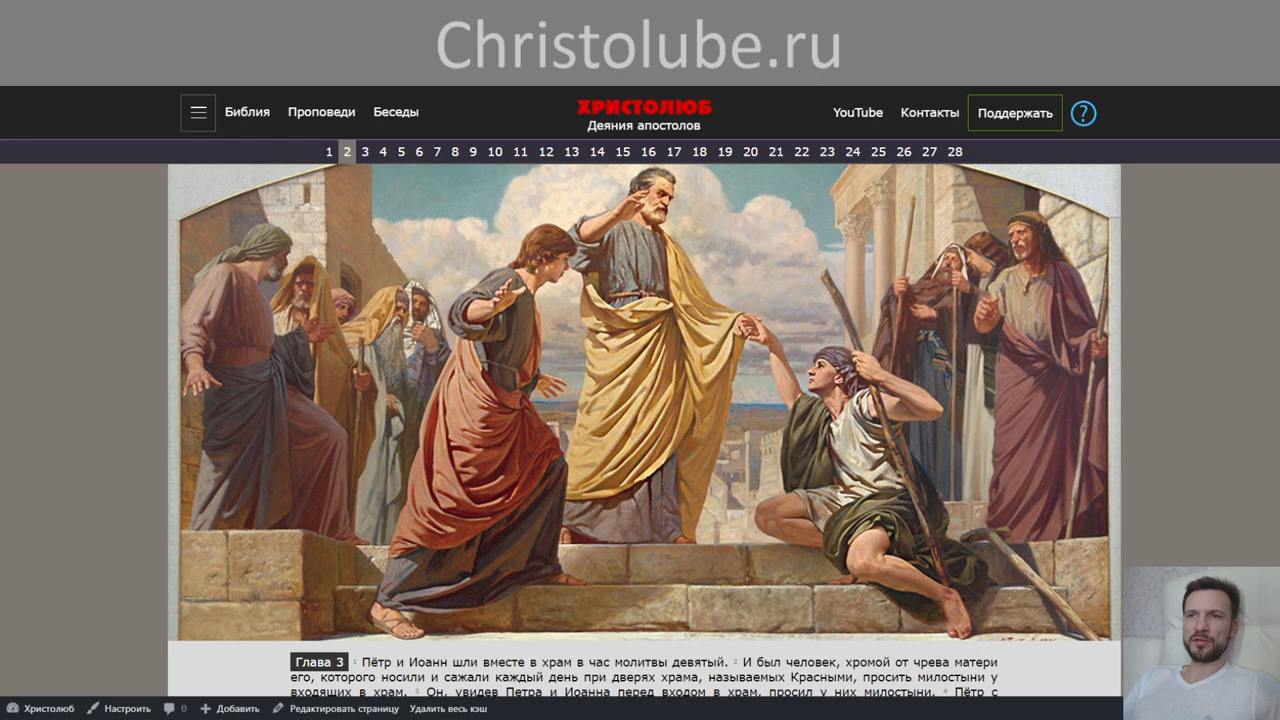 Christolube.ru
Библия Проповеди Беседы
ХРИСТОЛЮБ
Деяния апостолов
YouTube Контакты Поддержать ?
1 2 3 4 5 6 7 8 9 10 11 12 13 14 15 16 17 18 19 20 21 22 23 24 25 26 27 28
Глава 3 1 Пётр и Иоанн шли вместе в храм в час молитвы девятый. 2 И был человек, хромой от чрева матери
его, которого носили и сажали каждый день при дверях храма, называемых Красными, просить милостыни у
входящих в храм. 3 Он, увидев Петра и Иоанна перед входом в храм, просил у них милостыни. 4 Пётр с
Христолюб Настроить 0 Добавить Редактировать страницу Удалить весь кэш